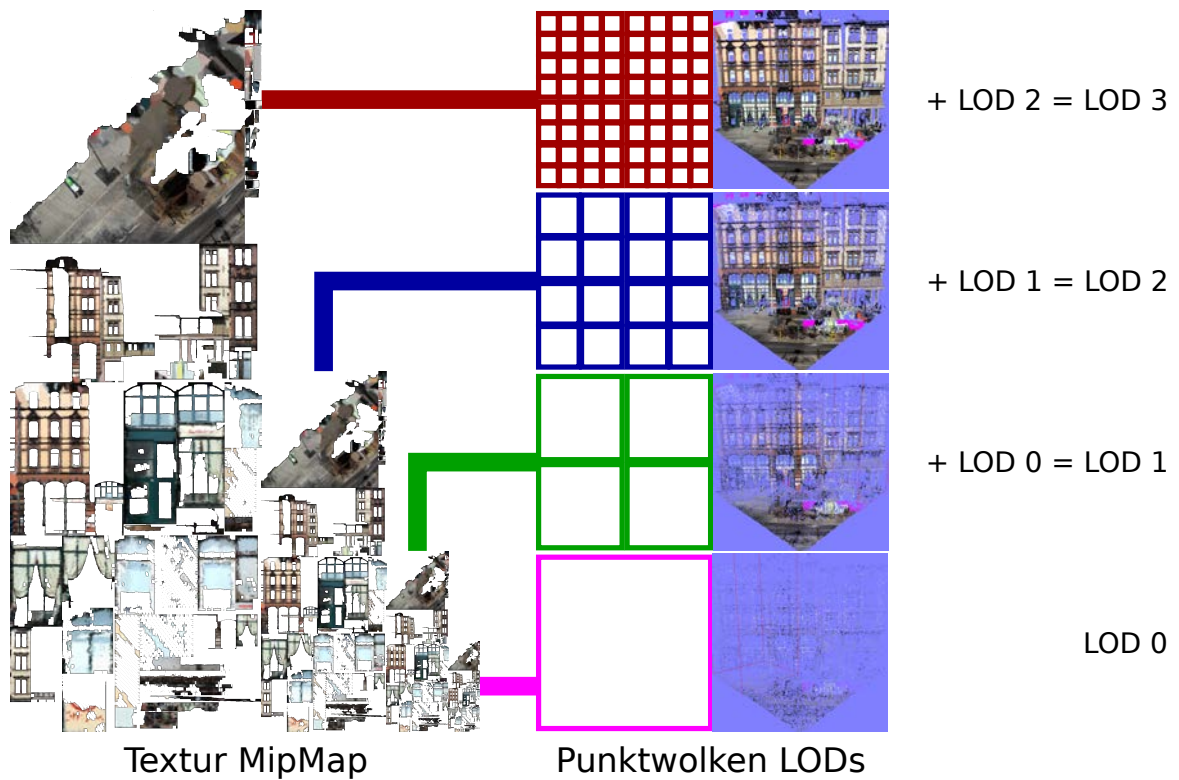 + LOD 2 = LOD 3
+ LOD 1 = LOD 2
+ LOD 0 = LOD 1
LOD 0
Textur MipMap
Punktwolken LODs